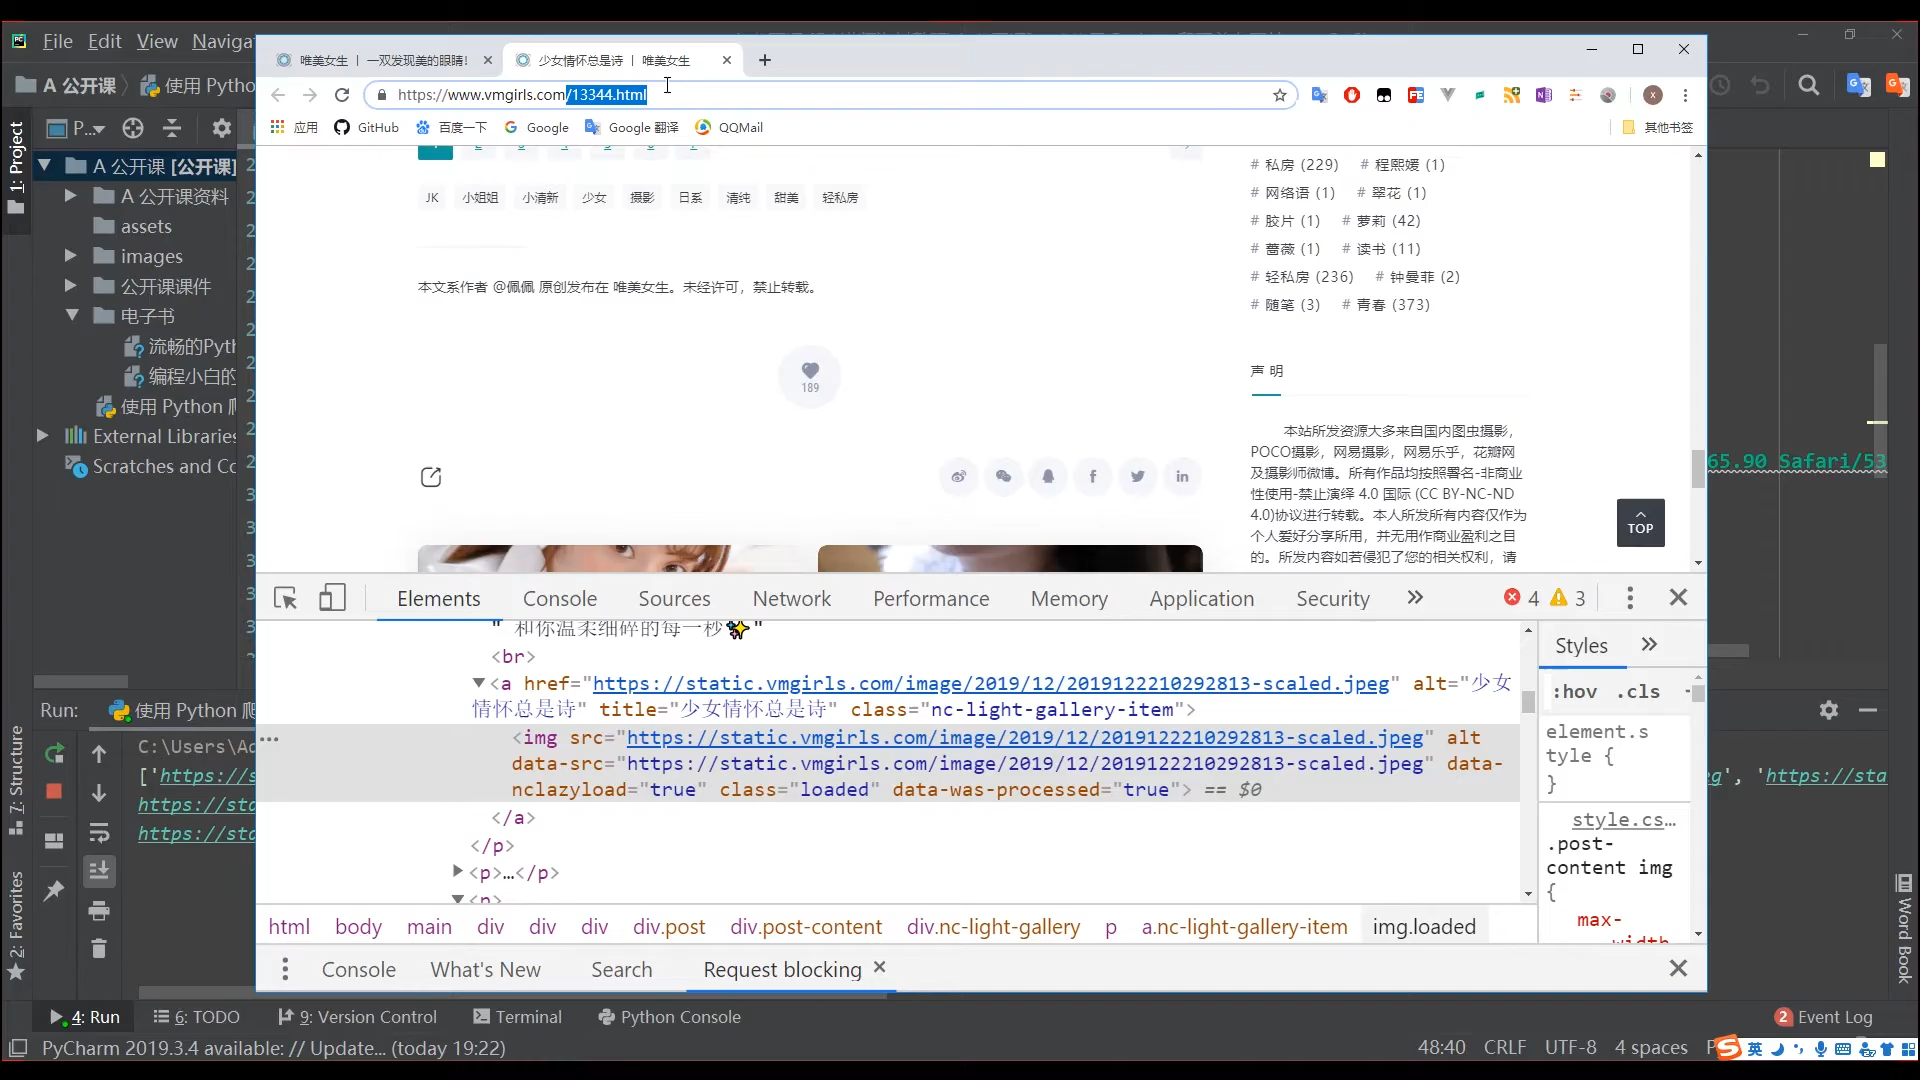 File Edit View Naviga
唯美女生 | 一双发现美的眼睛!
少女情怀总是诗 | 唯美女生
A 公开课
使用 Pytho
https://www.vmgirls.com/13344.html
应用 GitHub 百度一下 Google Google 翻译 QQMail 其他书签
1: Project
P...
A 公开课 [公开课]
A 公开课资料
assets
images
公开课课件
电子书
流畅的Pyth
编程小白的
使用 Python
External Libraries
Scratches and Co
JK 小姐姐 小清新 少女 摄影 日系 清纯 甜美 轻私房
本文系作者 @佩佩 原创发布在 唯美女生。未经许可，禁止转载。
189
# 私房 (229) # 程熙媛 (1)
# 网络语 (1) # 翠花 (1)
# 胶片 (1) # 萝莉 (42)
# 蔷薇 (1) # 读书 (11)
# 轻私房 (236) # 钟曼菲 (2)
# 随笔 (3) # 青春 (373)
声明
本站所发资源大多来自国内图虫摄影，
POCO摄影，网易摄影，网易乐乎，花瓣网
及摄影师微博。所有作品均按照署名-非商业
性使用-禁止演绎 4.0 国际 (CC BY-NC-ND
4.0)协议进行转载。本人所发所有内容仅作为
个人爱好分享所用，并无用作商业盈利之目
的。所发内容如若侵犯了您的相关权利，请
TOP
65.90 Safari/53
Elements Console Sources Network Performance Memory Application Security 4 3
" 和你温柔细碎的每一秒✨"
<br>
<a href="https://static.vmgirls.com/image/2019/12/2019122210292813-scaled.jpeg" alt="少女
情怀总是诗" title="少女情怀总是诗" class="nc-light-gallery-item">
<img src="https://static.vmgirls.com/image/2019/12/2019122210292813-scaled.jpeg" alt
data-src="https://static.vmgirls.com/image/2019/12/2019122210292813-scaled.jpeg" data-
nclazyload="true" class="loaded" data-was-processed="true"> == $0
</a>
</p>
<p>…</p>
<p>
Styles
:hov .cls
element.s
tyle {
}
style.cs…
.post-
content img
{
max-
width
html body main div div div div.post div.post-content div.nc-light-gallery p a.nc-light-gallery-item img.loaded
Console What's New Search Request blocking
Run: 使用 Python
C:\Users\Ad
['https://s
https://sta
https://sta
g', 'https://sta
7: Structure
2: Favorites
Word Book
4: Run 6: TODO 9: Version Control Terminal Python Console 2 Event Log
PyCharm 2019.3.4 available: // Update... (today 19:22)
48:40 CRLF UTF-8 4 spaces
英